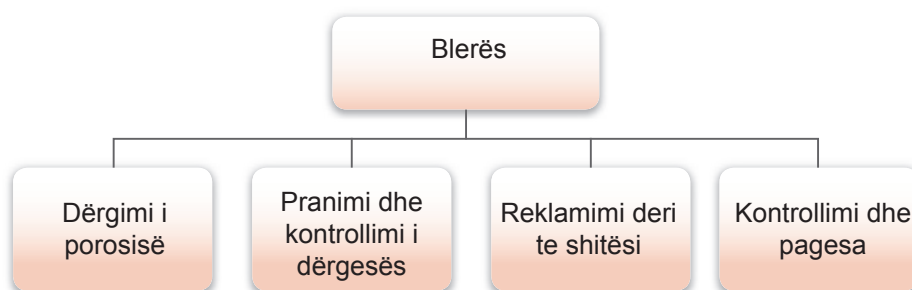 Blerës
Dërgimi i
porosisë
Pranimi dhe
kontrollimi i
dërgesës
Reklamimi deri
te shitësi
Kontrollimi dhe
pagesa